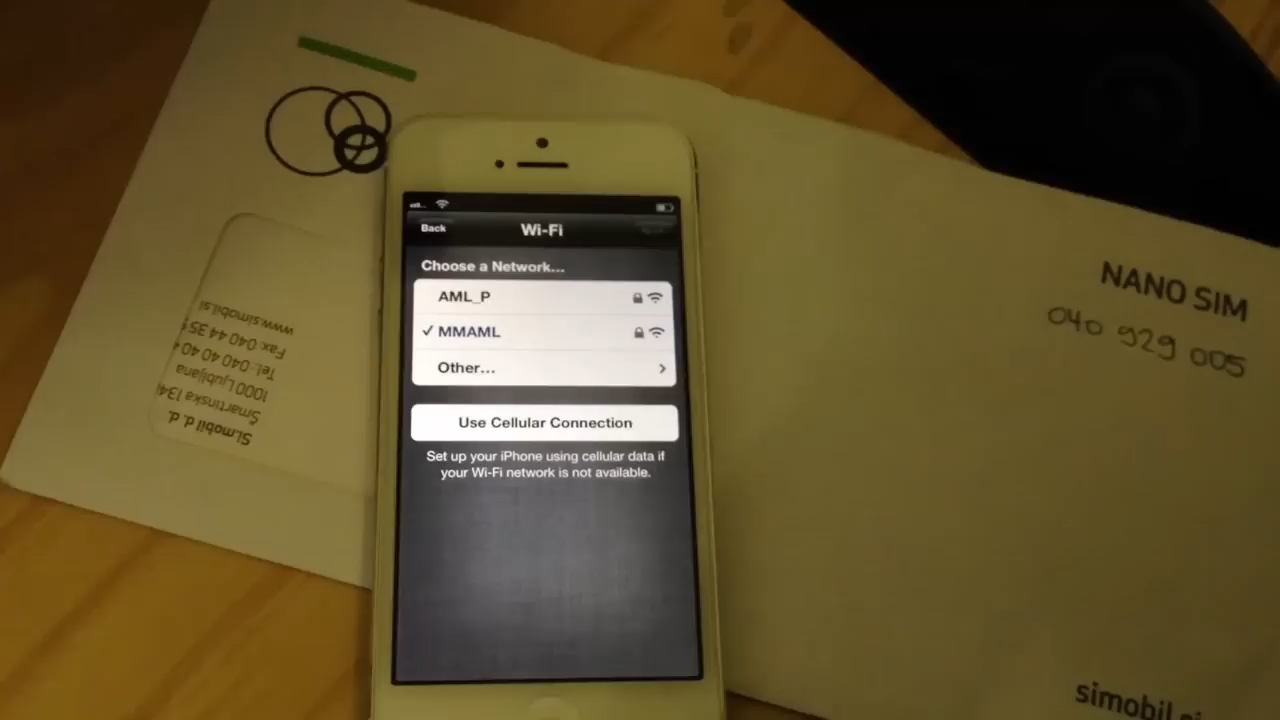 Back
Wi-Fi
Choose a Network...
AML_P
MMAML
Other...
Use Cellular Connection
Set up your iPhone using cellular data if
your Wi-Fi network is not available.
NANO SIM
040 929 005
Si.mobil d. d.
Šmartinska 134
1000 Ljubljana
Tel.: 040 40 40
Fax: 040 44 35
www.simobil.si
simobil.si